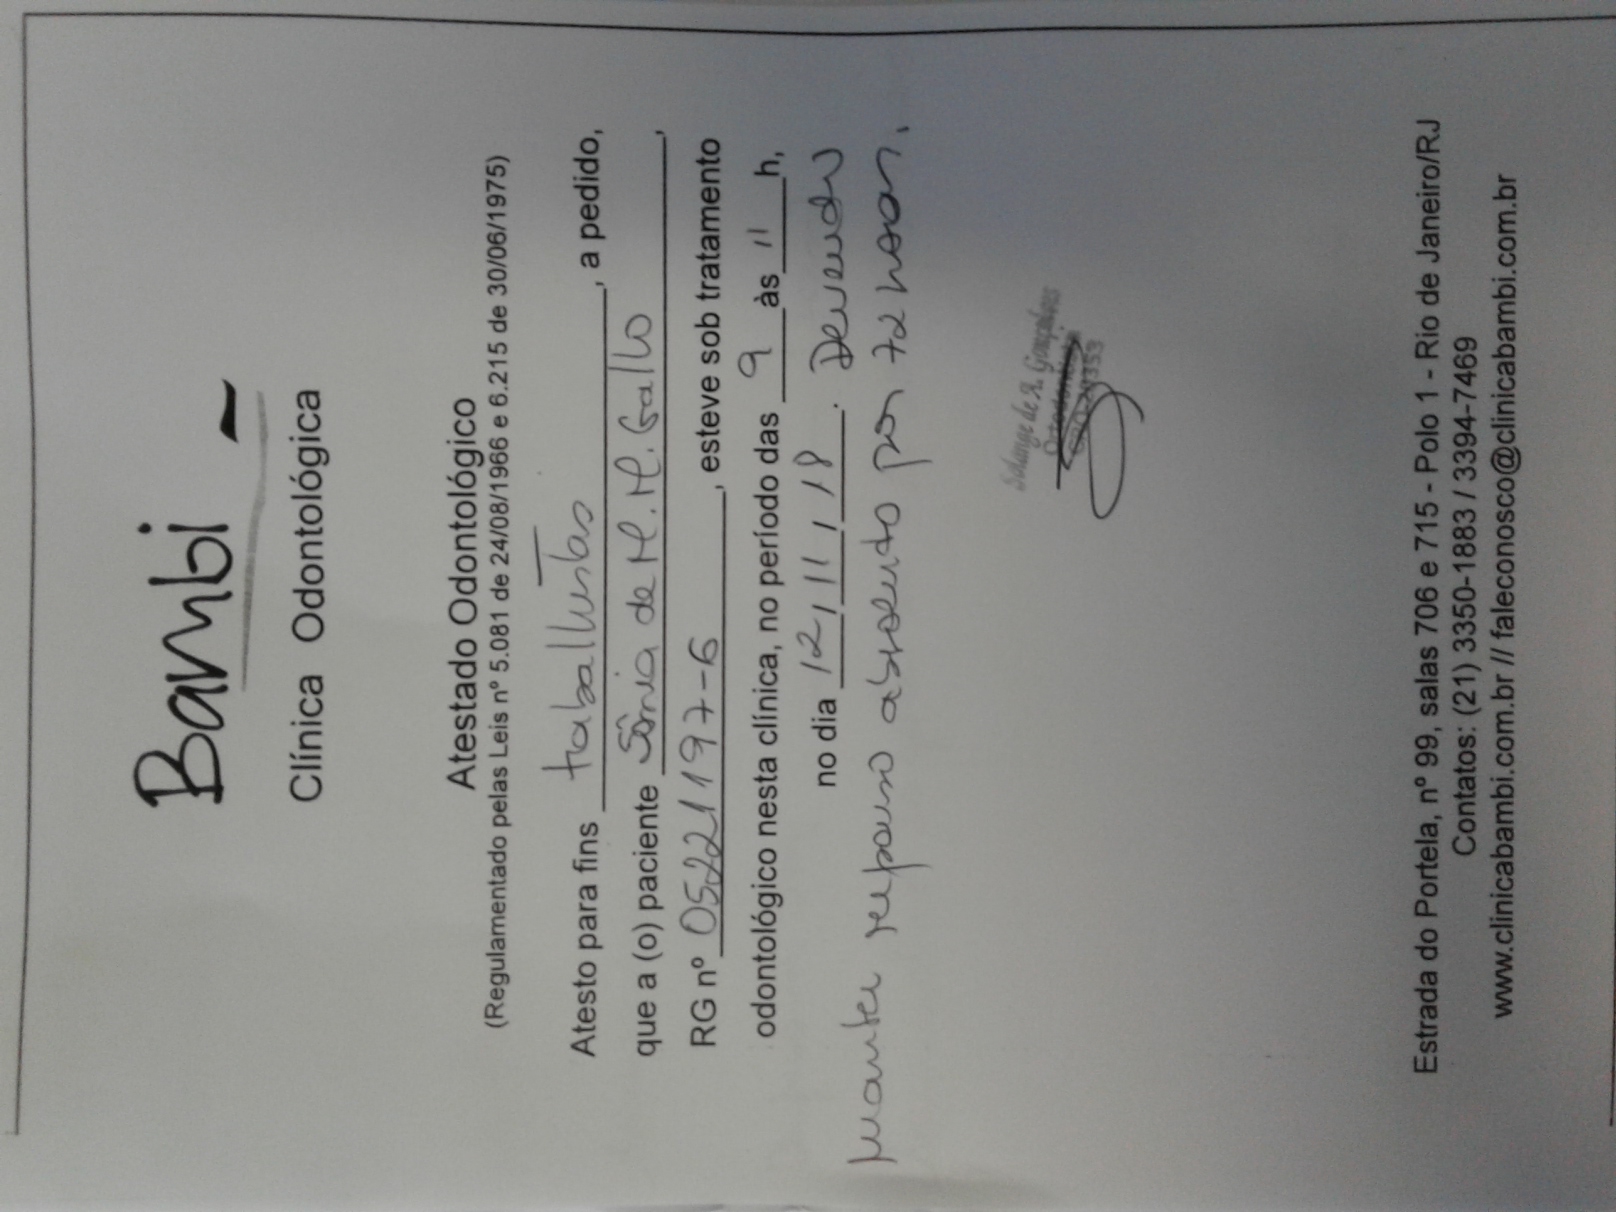 Bambi
Clínica Odontológica
Atestado Odontológico
(Regulamentado pelas Leis nº 5.081 de 24/08/1966 e 6.215 de 30/06/1975)
Atesto para fins trabalhistas, a pedido,
que a (o) paciente Sônia de M. M. Gallo,
RG nº 05221197-6, esteve sob tratamento
odontológico nesta clínica, no período das 9 às 11 h,
no dia 12/11/18. Devendo
manter repouso absoluto por 72 horas.
Solange de R. Gonçalves
Estrada do Portela, nº 99, salas 706 e 715 - Polo 1 - Rio de Janeiro/RJ
Contatos: (21) 3350-1883 / 3394-7469
www.clinicabambi.com.br // faleconosco@clinicabambi.com.br